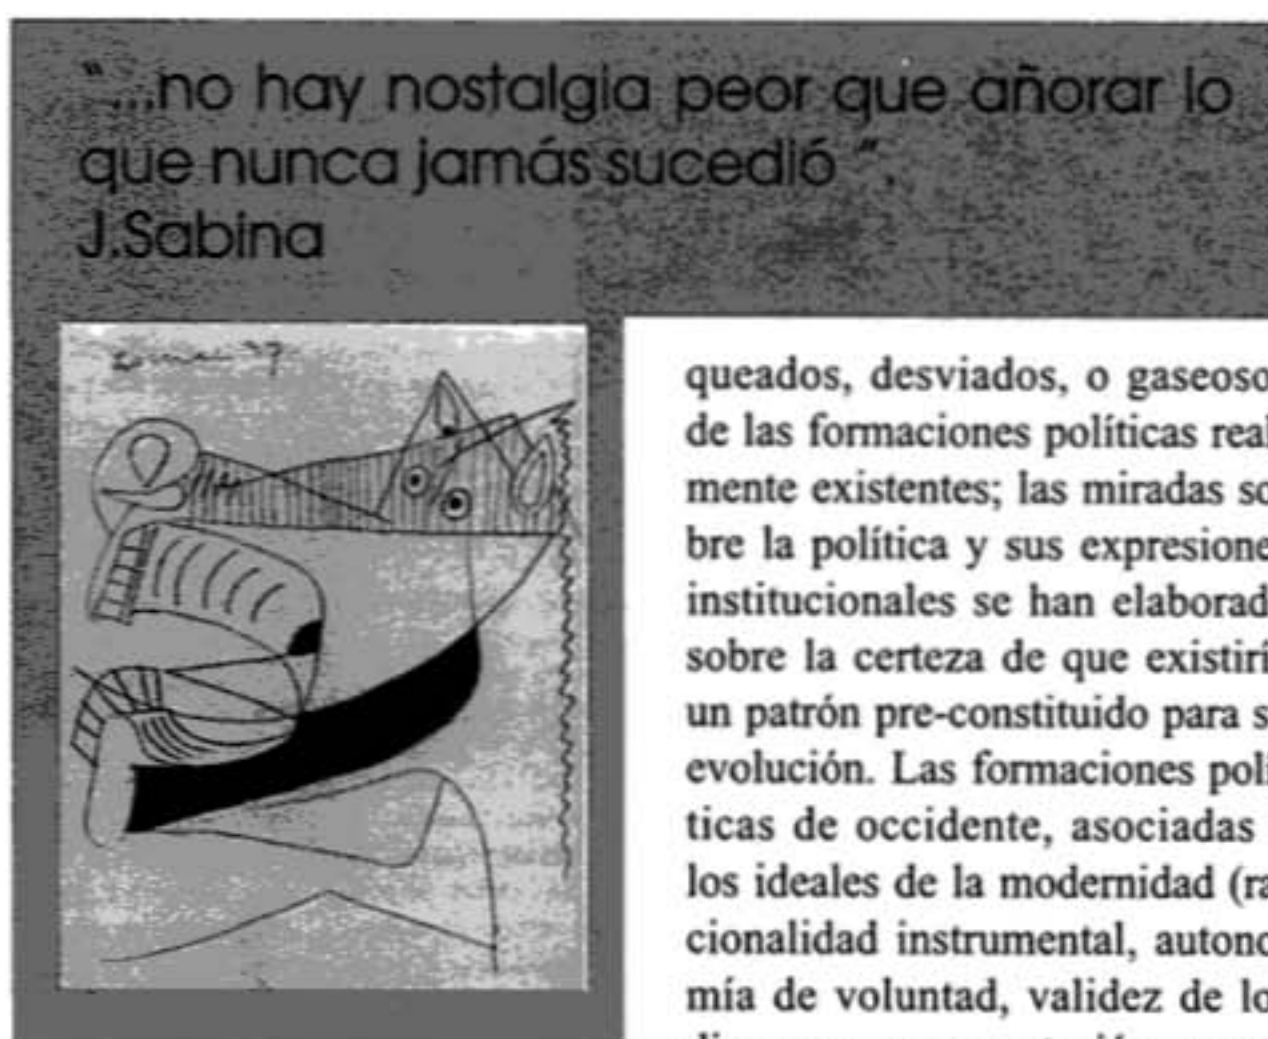 “...no hay nostalgia peor que añorar lo
que nunca jamás sucedió”
J.Sabina
queados, desviados, o gaseoso
de las formaciones políticas real
mente existentes; las miradas so
bre la política y sus expresione
institucionales se han elaborad
sobre la certeza de que existirí
un patrón pre-constituido para s
evolución. Las formaciones polí
ticas de occidente, asociadas
los ideales de la modernidad (ra
cionalidad instrumental, autono
mía de voluntad, validez de lo